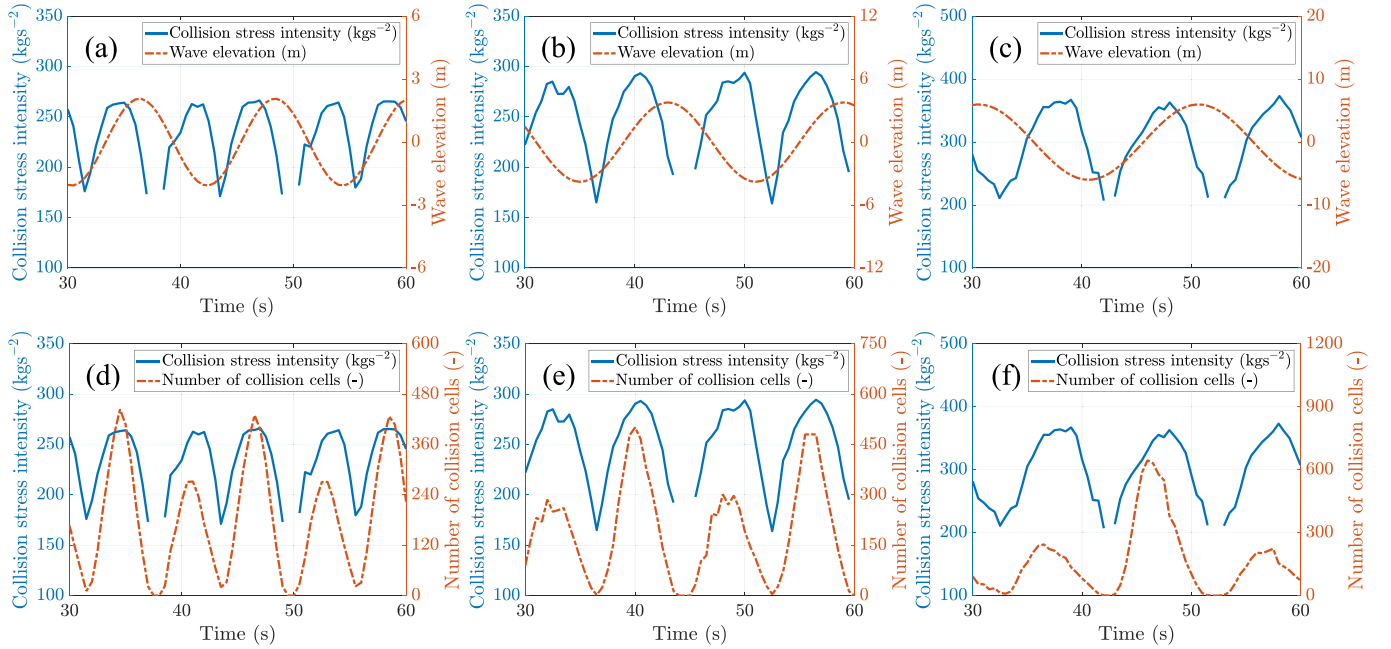 (a)
Collision stress intensity (kgs⁻²)
Wave elevation (m)
350
300
250
200
150
100
Collision stress intensity (kgs⁻²)
6
3
0
-3
-6
Wave elevation (m)
30 40 50 60
Time (s)
(b)
Collision stress intensity (kgs⁻²)
Wave elevation (m)
350
300
250
200
150
100
Collision stress intensity (kgs⁻²)
12
6
0
-6
-12
Wave elevation (m)
30 40 50 60
Time (s)
(c)
Collision stress intensity (kgs⁻²)
Wave elevation (m)
500
400
300
200
100
Collision stress intensity (kgs⁻²)
20
10
0
-10
-20
Wave elevation (m)
30 40 50 60
Time (s)
(d)
Collision stress intensity (kgs⁻²)
Number of collision cells (-)
350
300
250
200
150
100
Collision stress intensity (kgs⁻²)
600
480
360
240
120
0
Number of collision cells (-)
30 40 50 60
Time (s)
(e)
Collision stress intensity (kgs⁻²)
Number of collision cells (-)
350
300
250
200
150
100
Collision stress intensity (kgs⁻²)
750
600
450
300
150
0
Number of collision cells (-)
30 40 50 60
Time (s)
(f)
Collision stress intensity (kgs⁻²)
Number of collision cells (-)
500
400
300
200
100
Collision stress intensity (kgs⁻²)
1200
900
600
300
0
Number of collision cells (-)
30 40 50 60
Time (s)